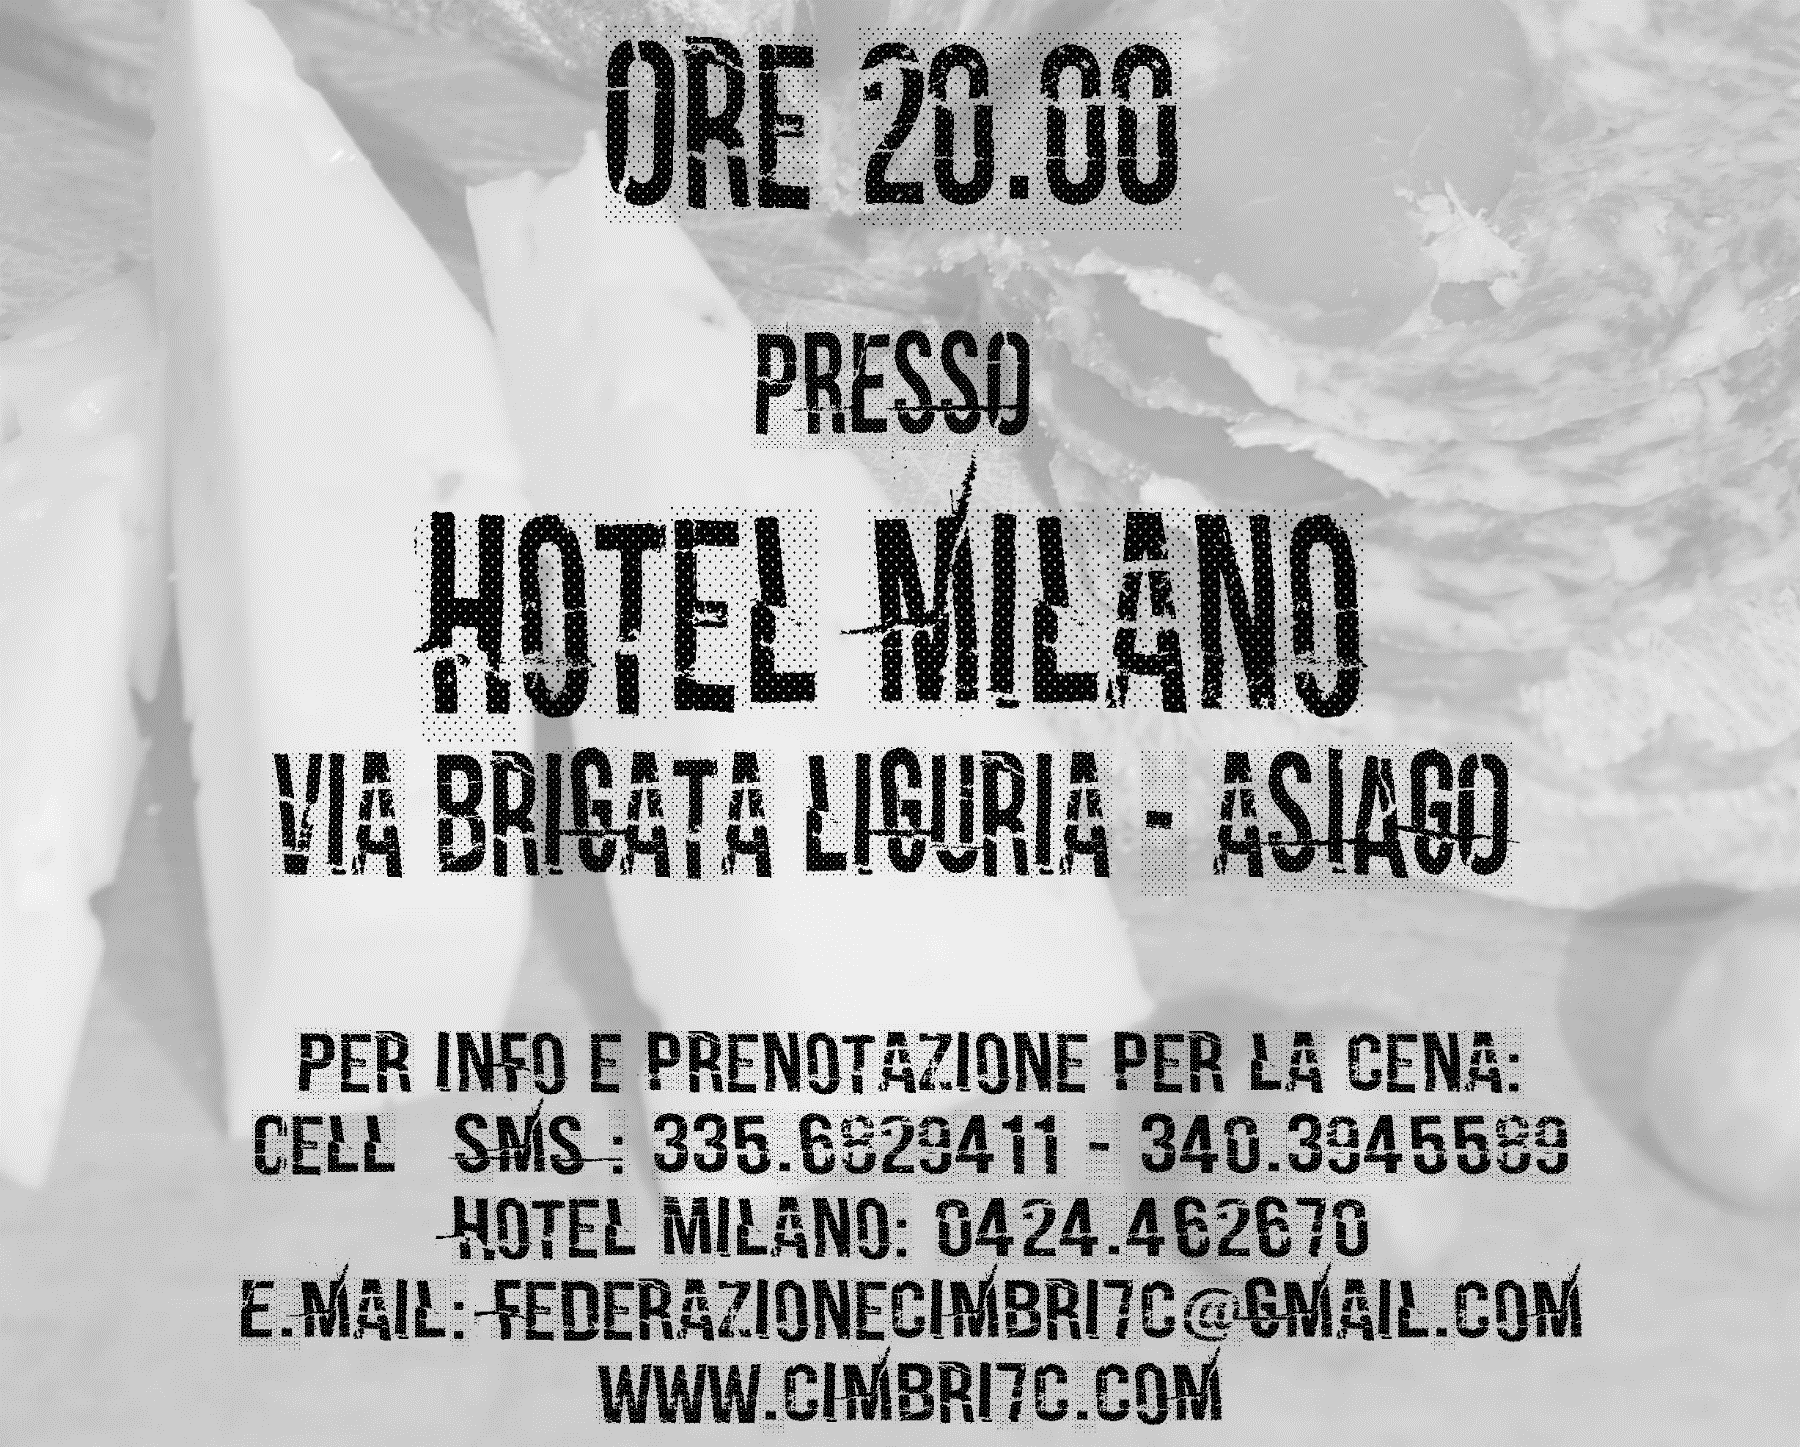 ORE 20.00
PRESSO
HOTEL MILANO
VIA BRIGATA LIGURIA - ASIAGO
PER INFO E PRENOTAZIONE PER LA CENA:
CELL SMS : 335.6829411 - 340.3945589
HOTEL MILANO: 0424.462670
E.MAIL: FEDERAZIONECIMBRI7C@GMAIL.COM
WWW.CIMBRI7C.COM